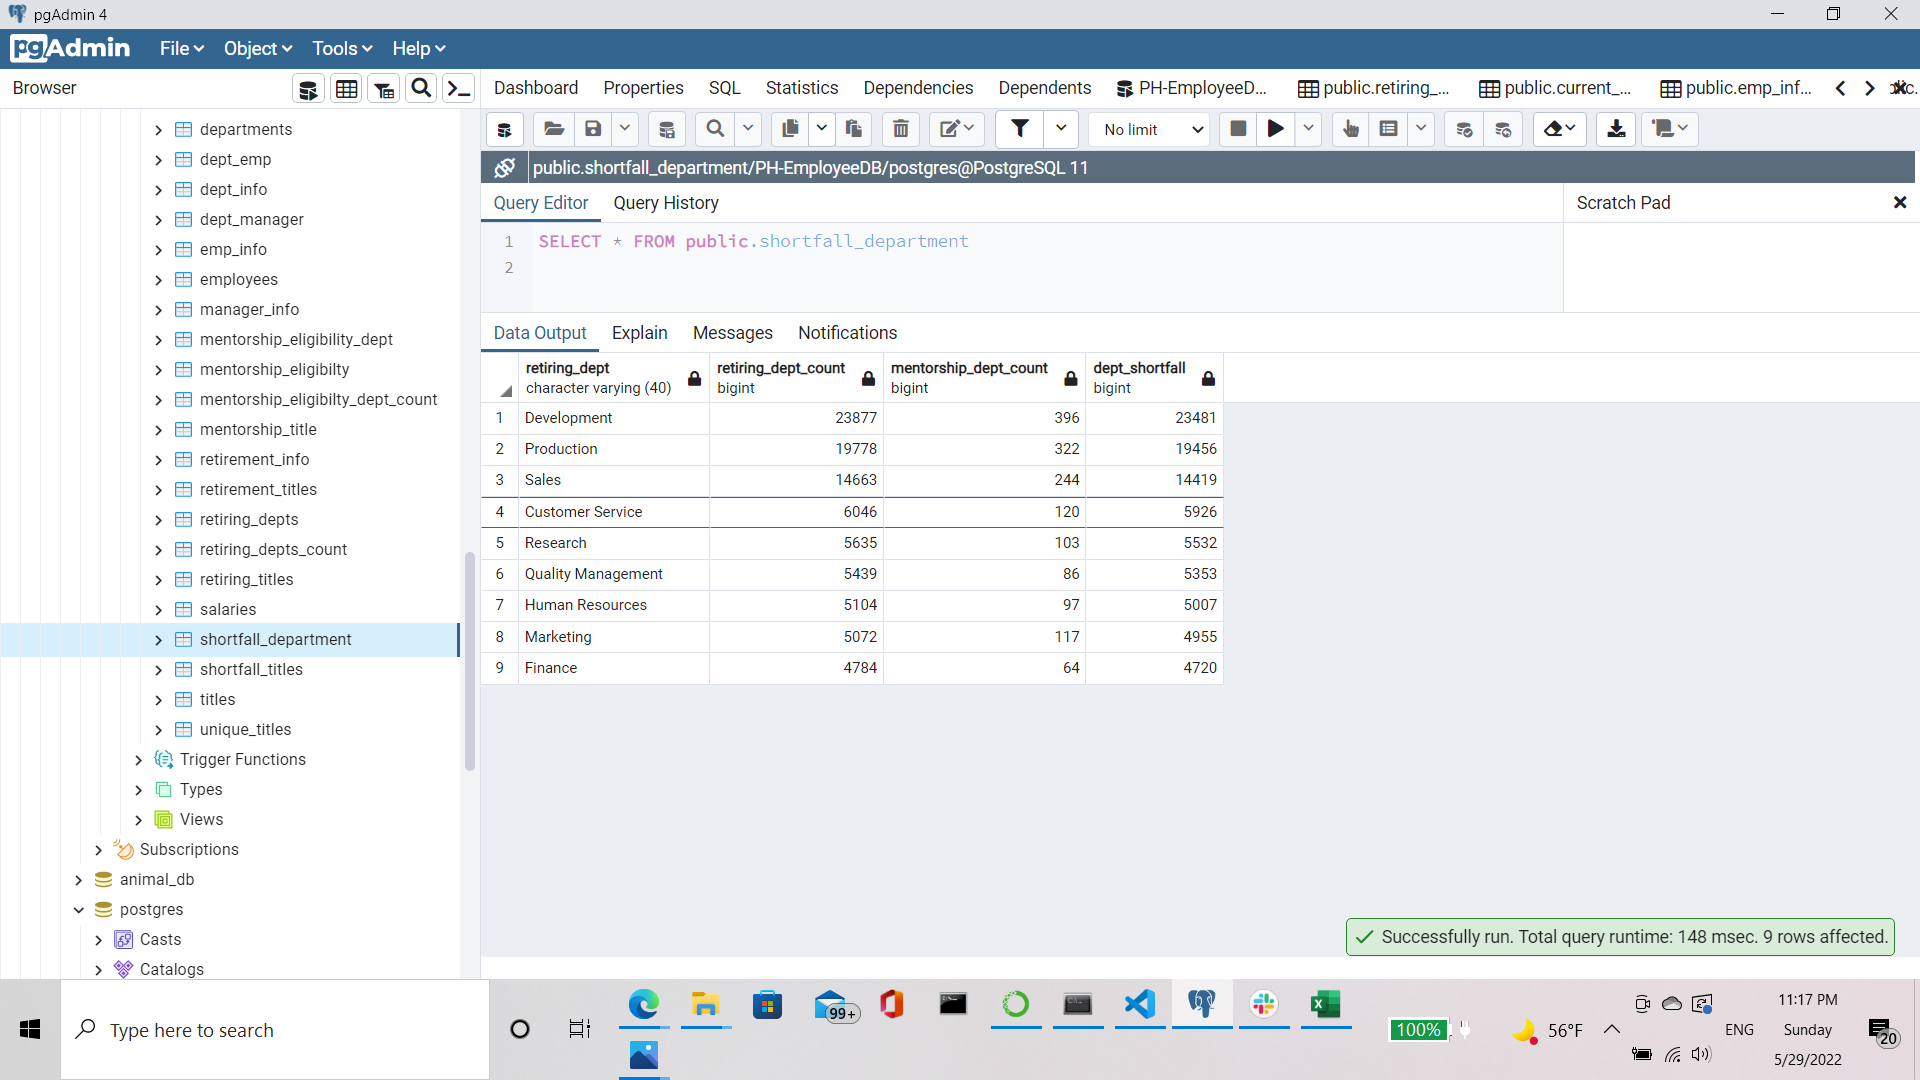 pgAdmin 4
pgAdmin File Object Tools Help
Browser
Dashboard Properties SQL Statistics Dependencies Dependents PH-EmployeeD... public.retiring_... public.current_... public.emp_inf...
No limit
public.shortfall_department/PH-EmployeeDB/postgres@PostgreSQL 11
Query Editor Query History Scratch Pad
1 SELECT * FROM public.shortfall_department
2
Data Output Explain Messages Notifications
retiring_dept retiring_dept_count mentorship_dept_count dept_shortfall
character varying (40) bigint bigint bigint
1 Development 23877 396 23481
2 Production 19778 322 19456
3 Sales 14663 244 14419
4 Customer Service 6046 120 5926
5 Research 5635 103 5532
6 Quality Management 5439 86 5353
7 Human Resources 5104 97 5007
8 Marketing 5072 117 4955
9 Finance 4784 64 4720
departments
dept_emp
dept_info
dept_manager
emp_info
employees
manager_info
mentorship_eligibility_dept
mentorship_eligibilty
mentorship_eligibilty_dept_count
mentorship_title
retirement_info
retirement_titles
retiring_depts
retiring_depts_count
retiring_titles
salaries
shortfall_department
shortfall_titles
titles
unique_titles
Trigger Functions
Types
Views
Subscriptions
animal_db
postgres
Casts
Catalogs
Successfully run. Total query runtime: 148 msec. 9 rows affected.
Type here to search
99+
100%
56°F
ENG
11:17 PM
Sunday
5/29/2022
20